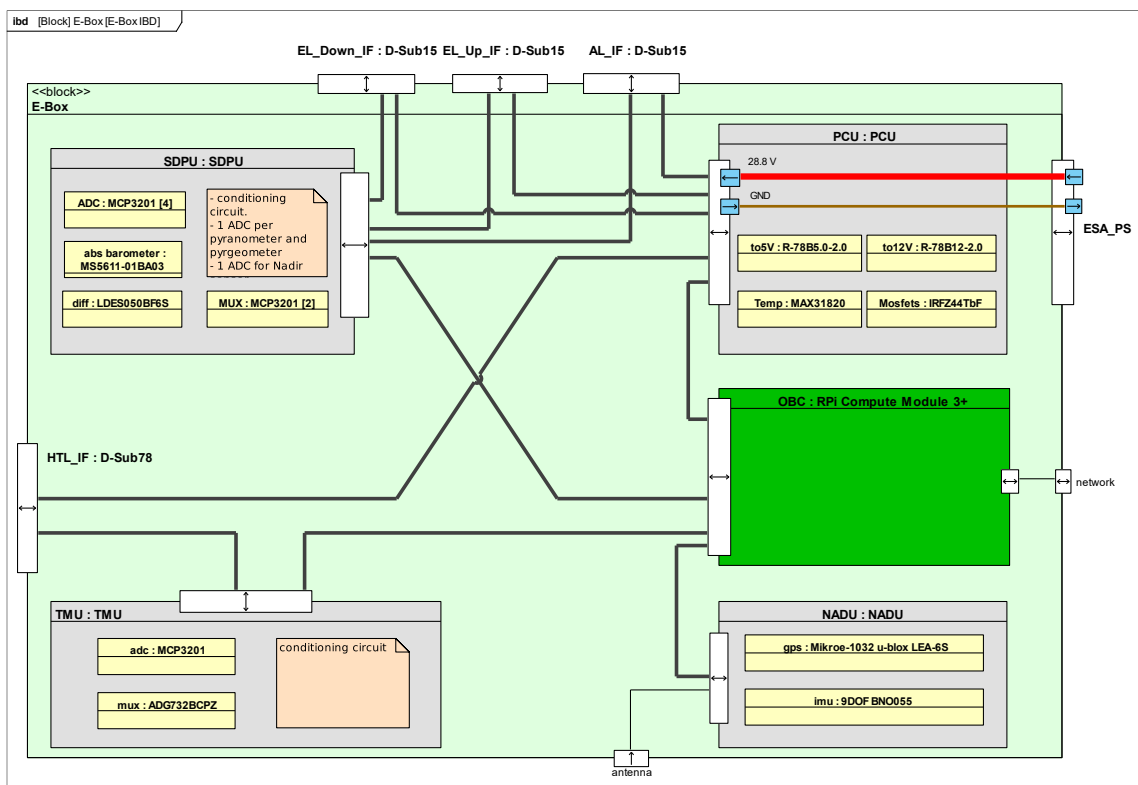 ibd [Block] E-Box [E-Box IBD]
EL_Down_IF : D-Sub15
EL_Up_IF : D-Sub15
AL_IF : D-Sub15
<<block>>
E-Box
SDPU : SDPU
ADC : MCP3201 [4]
abs barometer :
MS5611-01BA03
diff : LDES050BF6S
- conditioning
circuit.
- 1 ADC per
pyranometer and
pyrgeometer
- 1 ADC for Nadir
MUX : MCP3201 [2]
PCU : PCU
28.8 V
GND
to5V : R-78B5.0-2.0
to12V : R-78B12-2.0
Temp : MAX31820
Mosfets : IRFZ44TbF
ESA_PS
OBC : RPi Compute Module 3+
network
HTL_IF : D-Sub78
TMU : TMU
adc : MCP3201
mux : ADG732BCPZ
conditioning circuit
NADU : NADU
gps : Mikroe-1032 u-blox LEA-6S
imu : 9DOF BNO055
antenna